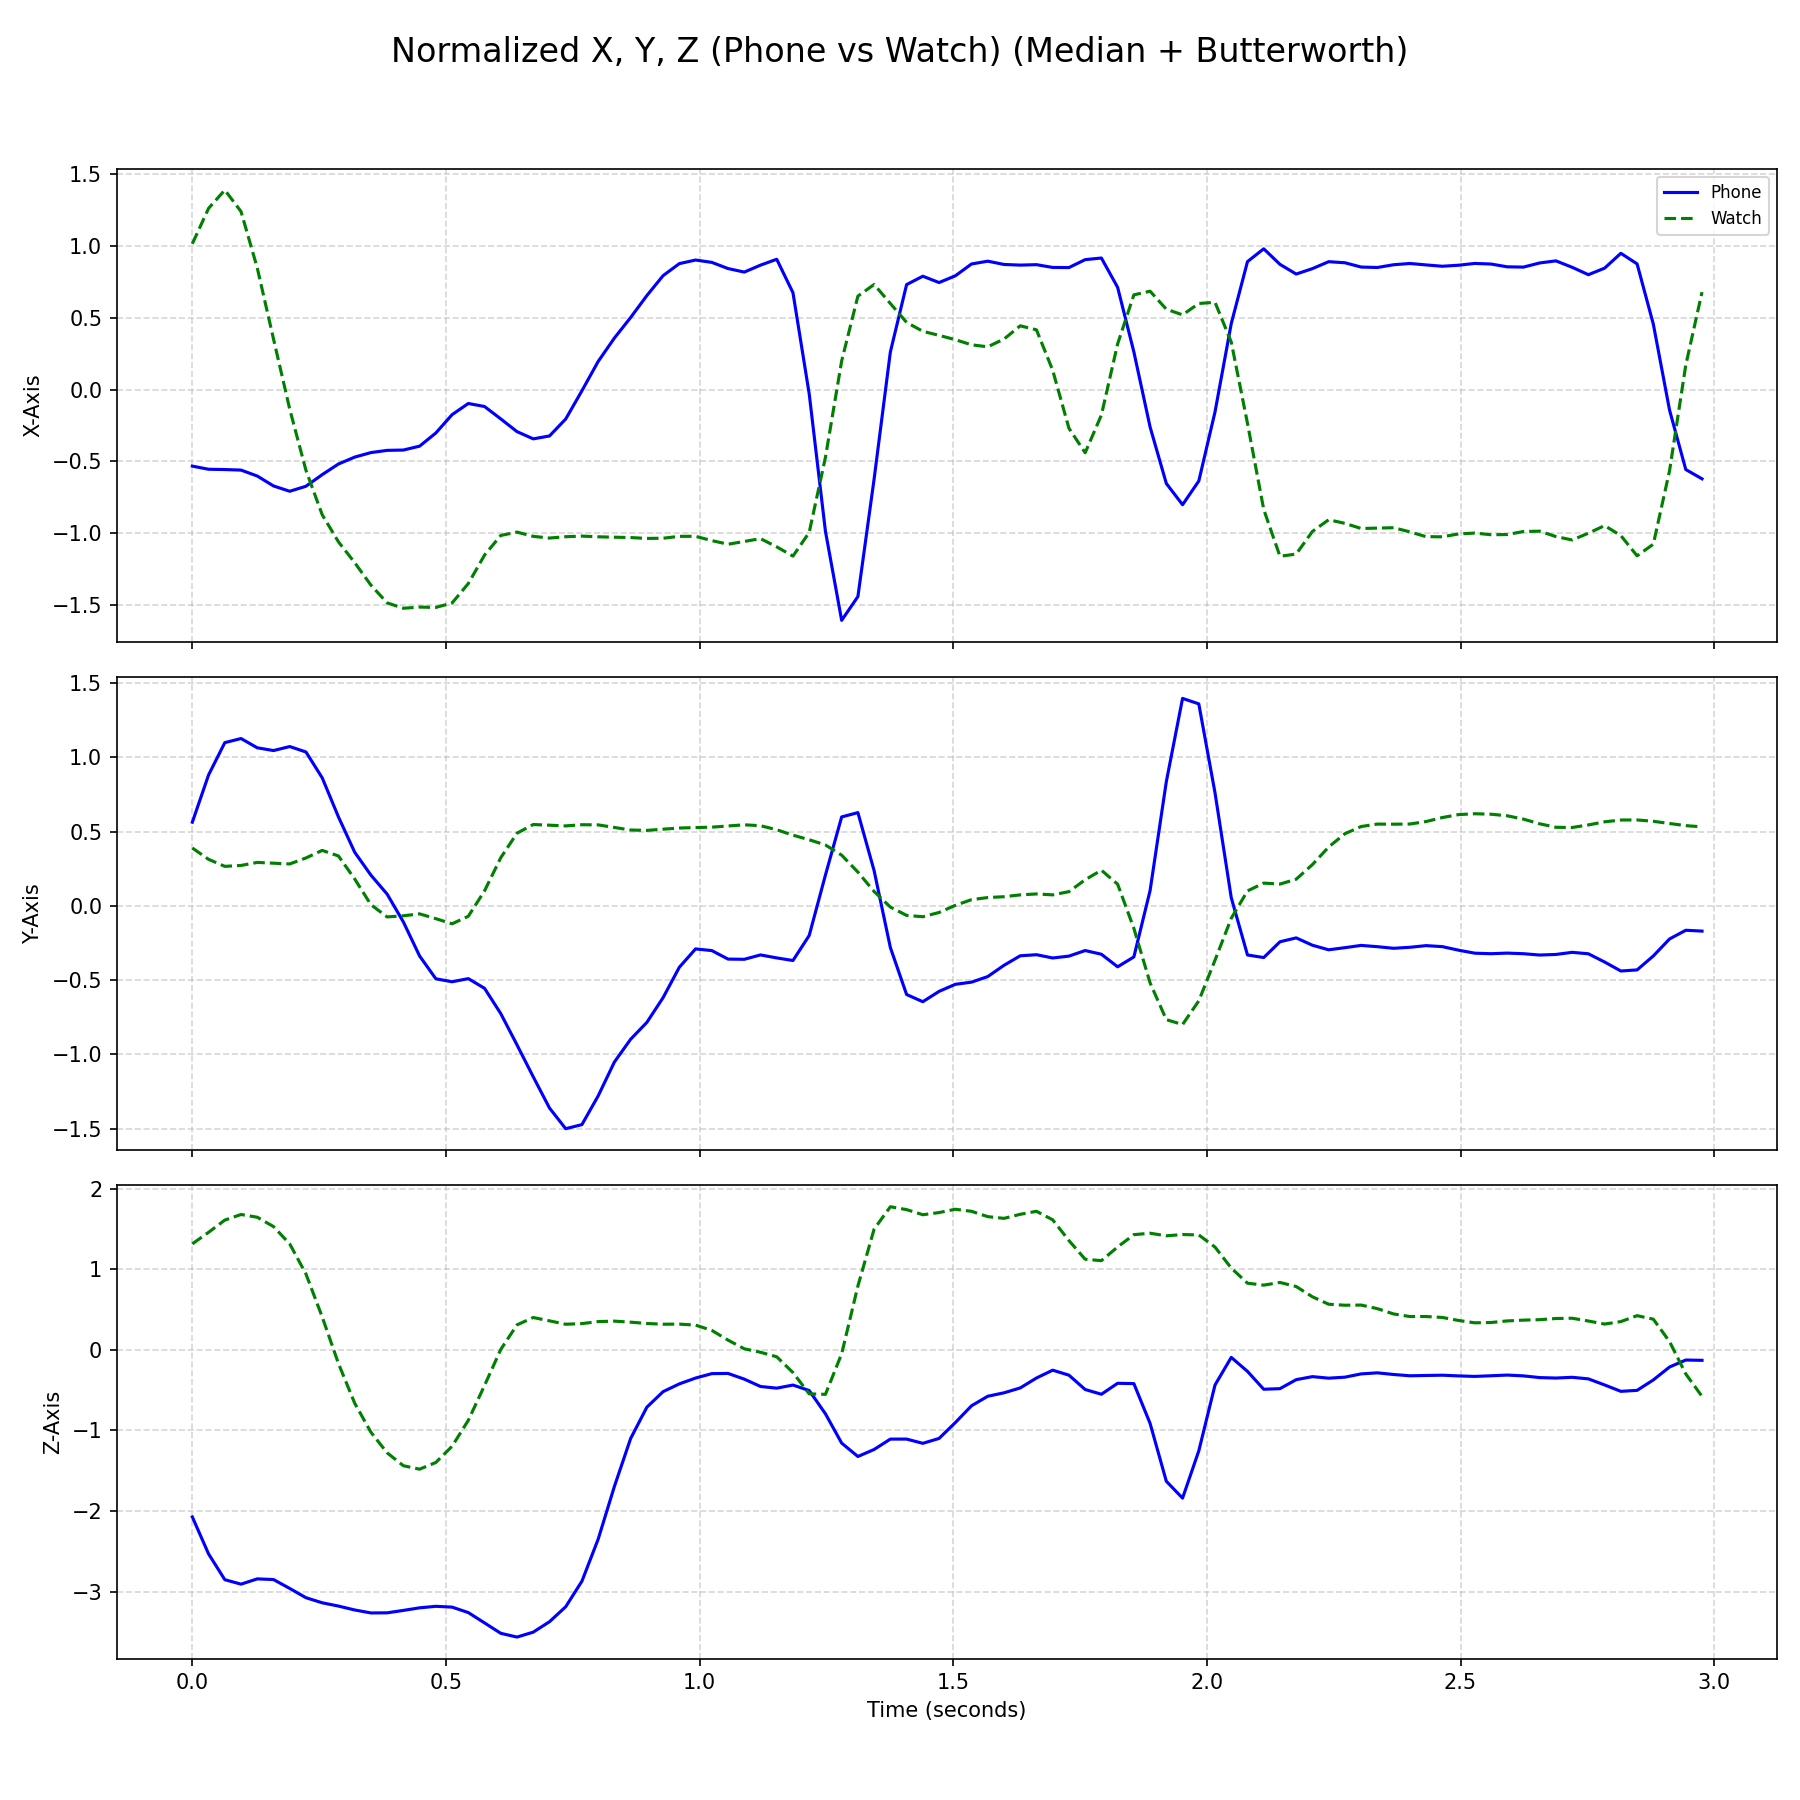 Normalized X, Y, Z (Phone vs Watch) (Median + Butterworth)
1.5
1.0
0.5
0.0
−0.5
−1.0
−1.5
X-Axis
Phone
Watch
1.5
1.0
0.5
0.0
−0.5
−1.0
−1.5
Y-Axis
2
1
0
−1
−2
−3
Z-Axis
0.0 0.5 1.0 1.5 2.0 2.5 3.0
Time (seconds)